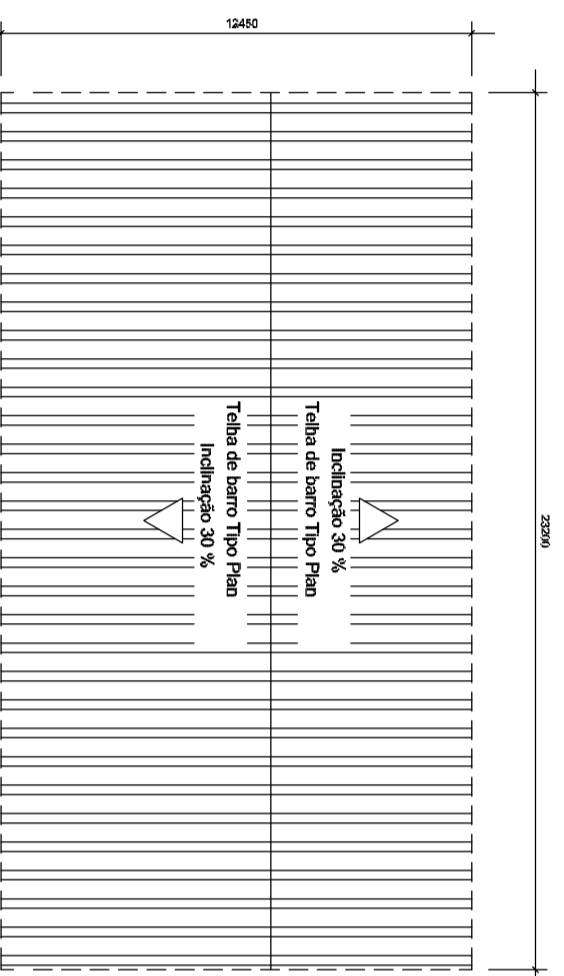 12450
23200
Inclinação 30 %
Telha de barro Tipo Plan
Telha de barro Tipo Plan
Inclinação 30 %